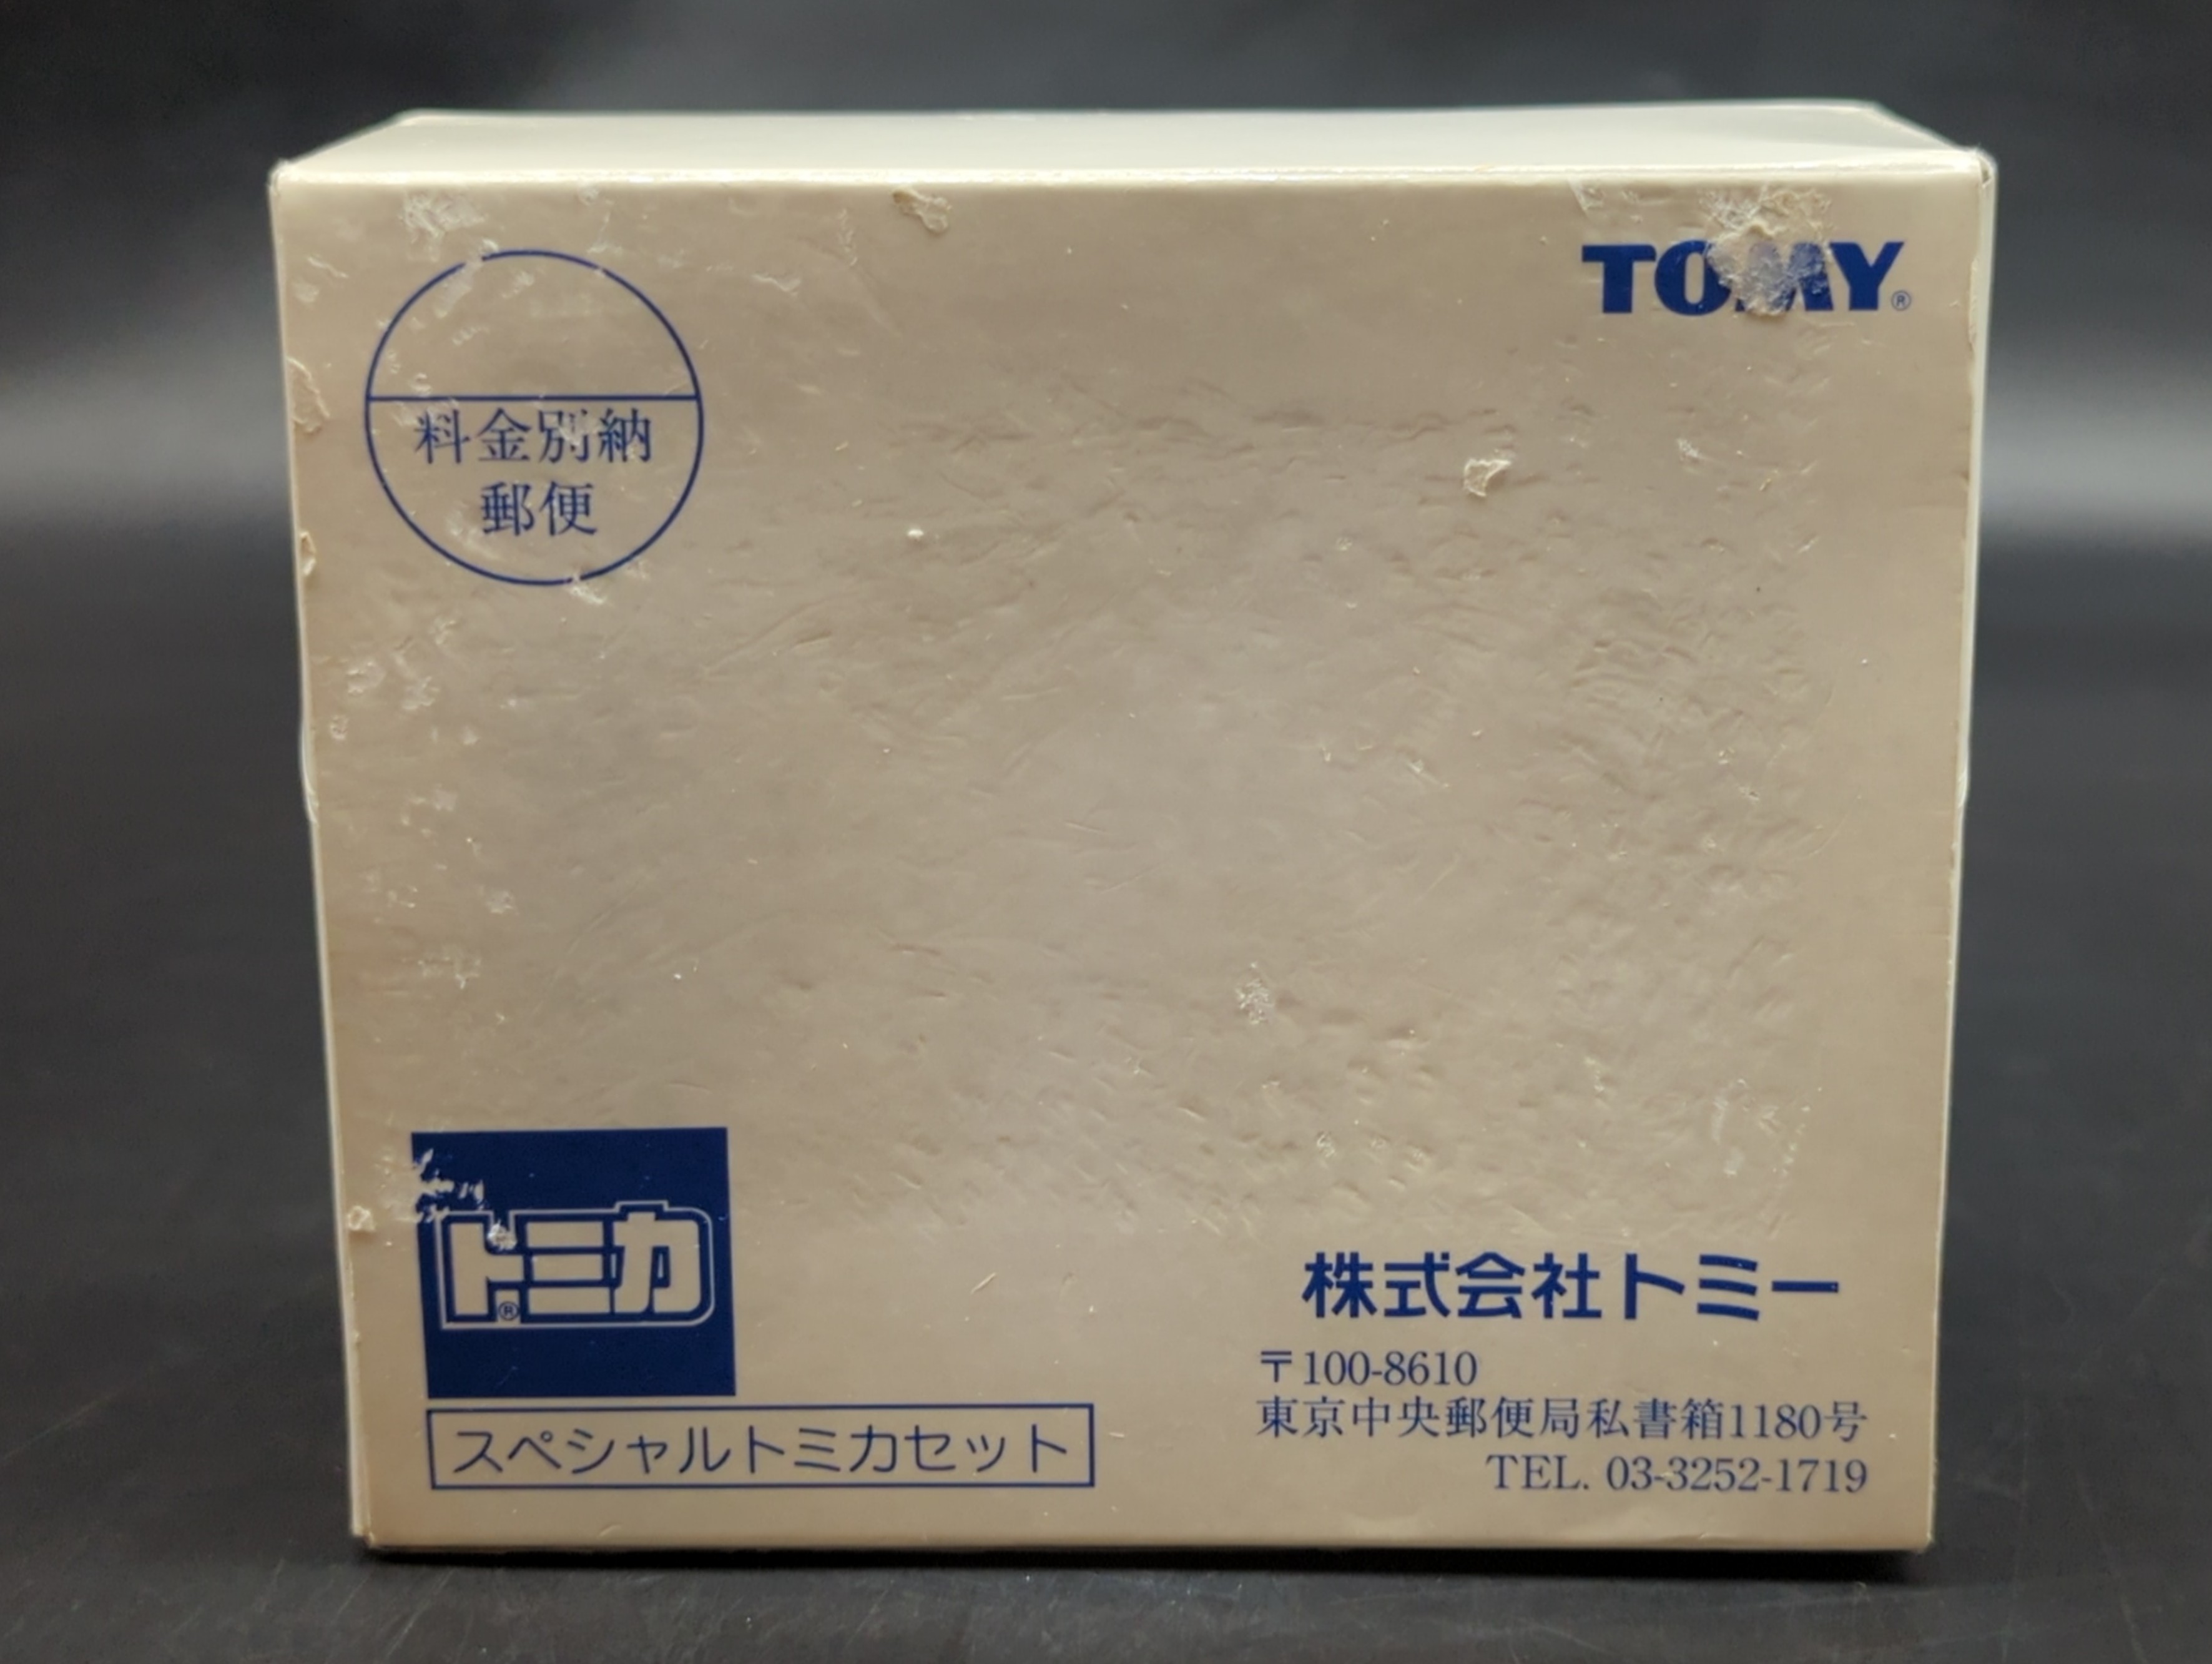 TOMY®
料金別納
郵便
トミカ®
スペシャルトミカセット
株式会社トミー
〒100-8610
東京中央郵便局私書箱1180号
TEL. 03-3252-1719